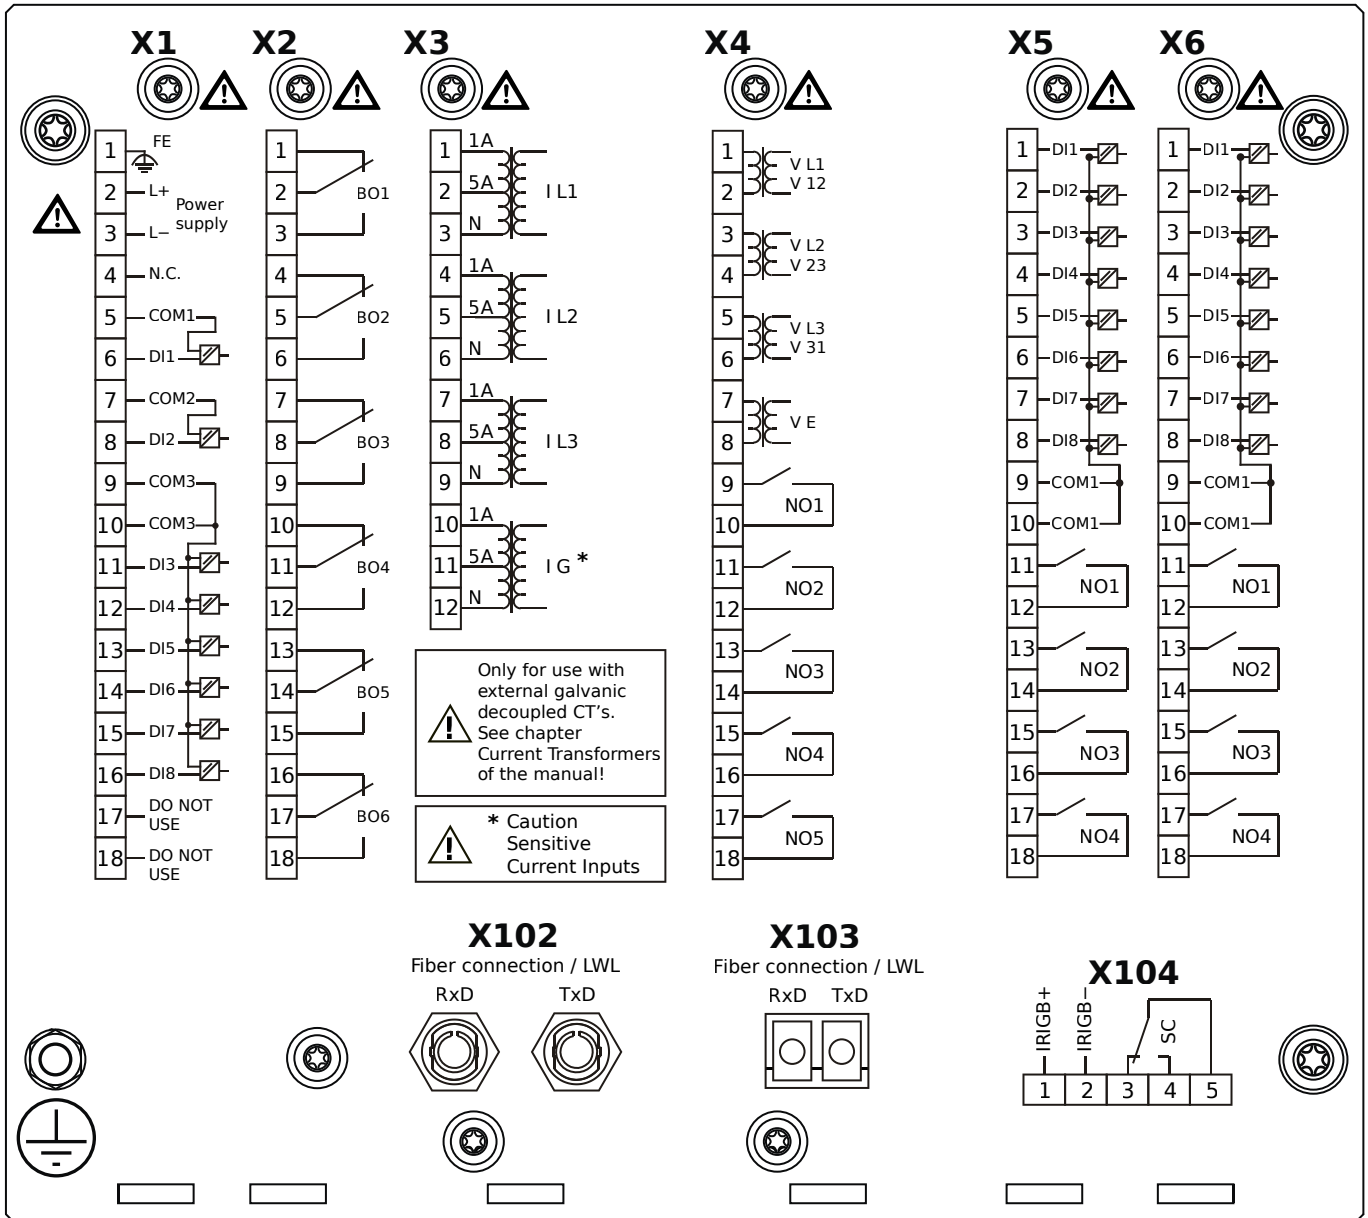 X1 X2 X3 X4 X5 X6
1 FE
2 L+
Power
supply
3 L−
4 N.C.
5 COM1
6 DI1
7 COM2
8 DI2
9 COM3
10 COM3
11 DI3
12 DI4
13 DI5
14 DI6
15 DI7
16 DI8
17 DO NOT
USE
18 DO NOT
USE
1
2 BO1
3
4
5 BO2
6
7
8 BO3
9
10
11 BO4
12
13
14 BO5
15
16
17 BO6
18
1 1A
2 5A I L1
3 N
4 1A
5 5A I L2
6 N
7 1A
8 5A I L3
9 N
10 1A
11 5A I G *
12 N
Only for use with
external galvanic
decoupled CT's.
See chapter
Current Transformers
of the manual!
* Caution
Sensitive
Current Inputs
1 V L1
2 V 12
3 V L2
4 V 23
5 V L3
6 V 31
7
V E
8
9
NO1
10
11
NO2
12
13
NO3
14
15
NO4
16
17
NO5
18
1 DI1
2 DI2
3 DI3
4 DI4
5 DI5
6 DI6
7 DI7
8 DI8
9 COM1
10 COM1
11
NO1
12
13
NO2
14
15
NO3
16
17
NO4
18
1 DI1
2 DI2
3 DI3
4 DI4
5 DI5
6 DI6
7 DI7
8 DI8
9 COM1
10 COM1
11
NO1
12
13
NO2
14
15
NO3
16
17
NO4
18
X102
Fiber connection / LWL
RxD TxD
X103
Fiber connection / LWL
RxD TxD
X104
IRIGB+
IRIGB−
SC
1 2 3 4 5